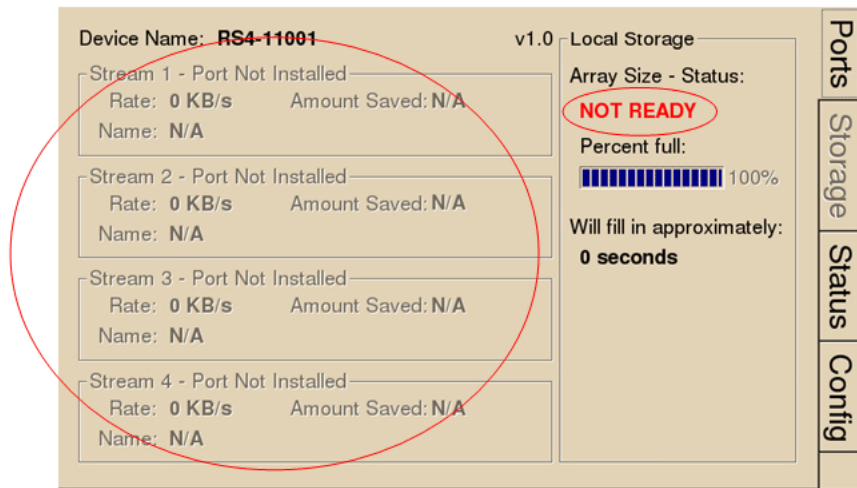 Device Name: RS4-11001 v1.0
Stream 1 - Port Not Installed
Rate: 0 KB/s Amount Saved: N/A
Name: N/A
Stream 2 - Port Not Installed
Rate: 0 KB/s Amount Saved: N/A
Name: N/A
Stream 3 - Port Not Installed
Rate: 0 KB/s Amount Saved: N/A
Name: N/A
Stream 4 - Port Not Installed
Rate: 0 KB/s Amount Saved: N/A
Name: N/A
Local Storage
Array Size - Status:
NOT READY
Percent full:
100%
Will fill in approximately:
0 seconds
Ports
Storage
Status
Config